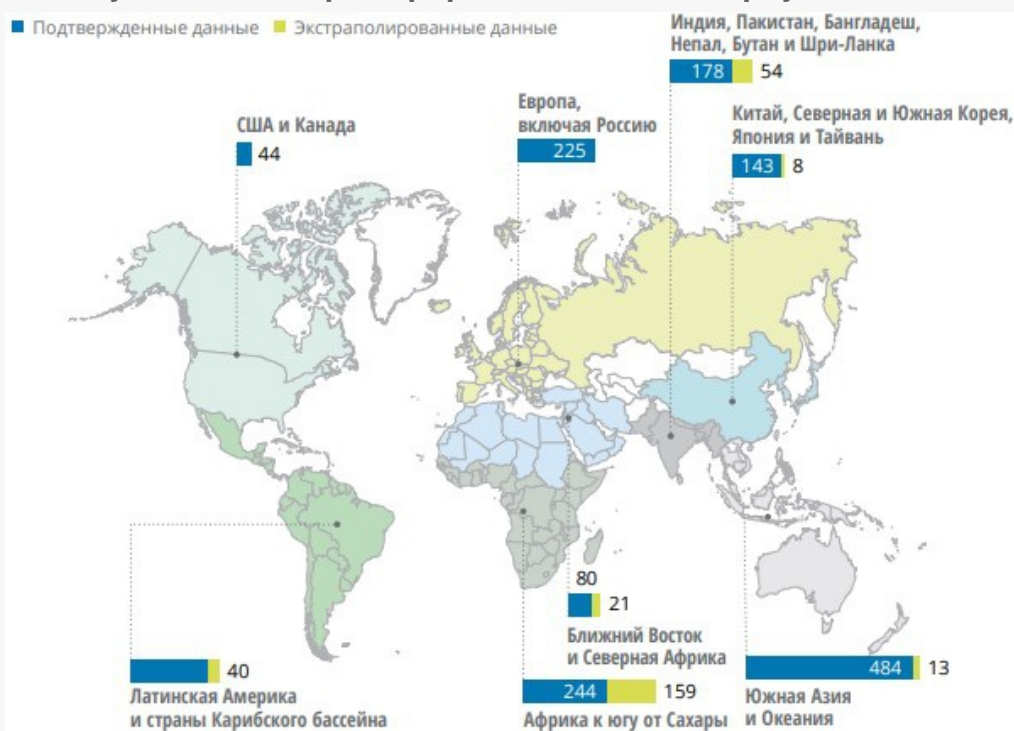 Подтвержденные данные
Экстраполированные данные
Индия, Пакистан, Бангладеш,
Непал, Бутан и Шри-Ланка
178 54
Европа,
включая Россию
225
Китай, Северная и Южная Корея,
Япония и Тайвань
143 8
США и Канада
44
80
21
Ближний Восток
и Северная Африка
40
Латинская Америка
и страны Карибского бассейна
244 159
Африка к югу от Сахары
484 13
Южная Азия
и Океания